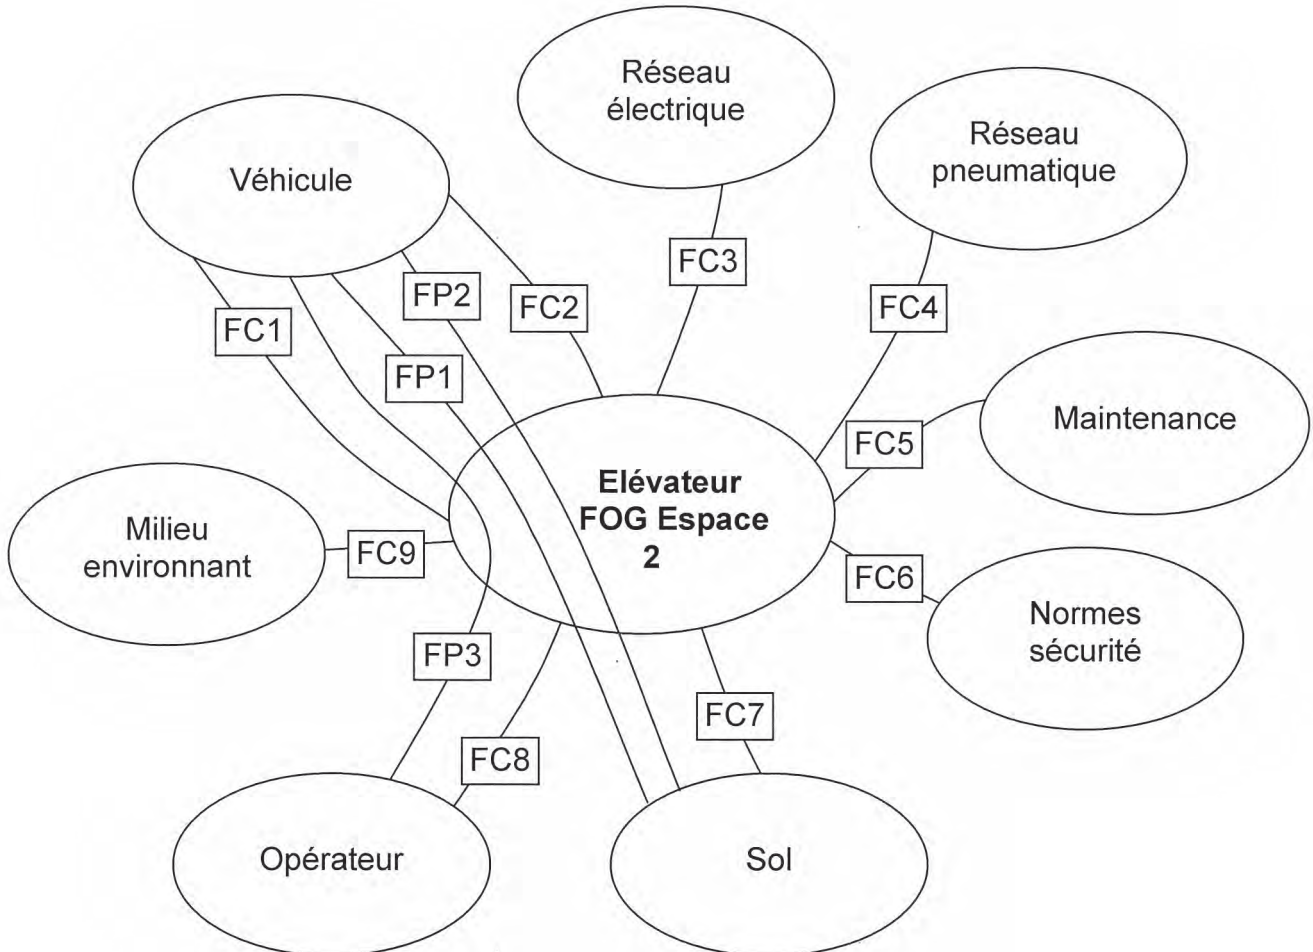 Réseau
électrique
Réseau
pneumatique
Véhicule
FC3
FP2
FC2
FC4
FC1
FP1
Maintenance
FC5
Elévateur
FOG Espace
2
Milieu
environnant
FC9
FC6
Normes
sécurité
FP3
FC7
FC8
Opérateur
Sol